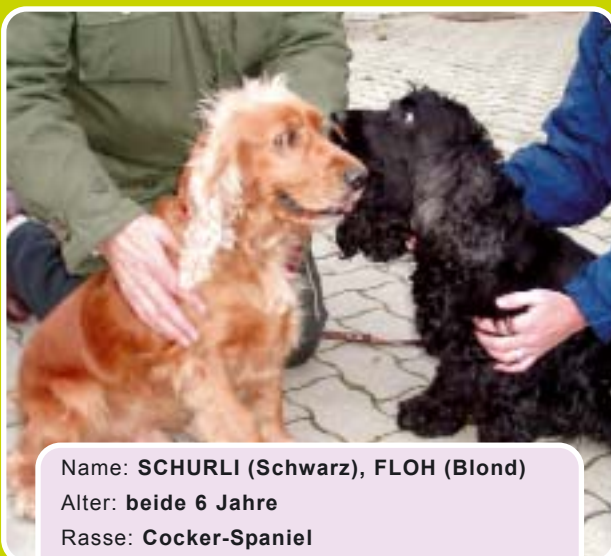 Name: SCHURLI (Schwarz), FLOH (Blond)
Alter: beide 6 Jahre
Rasse: Cocker-Spaniel